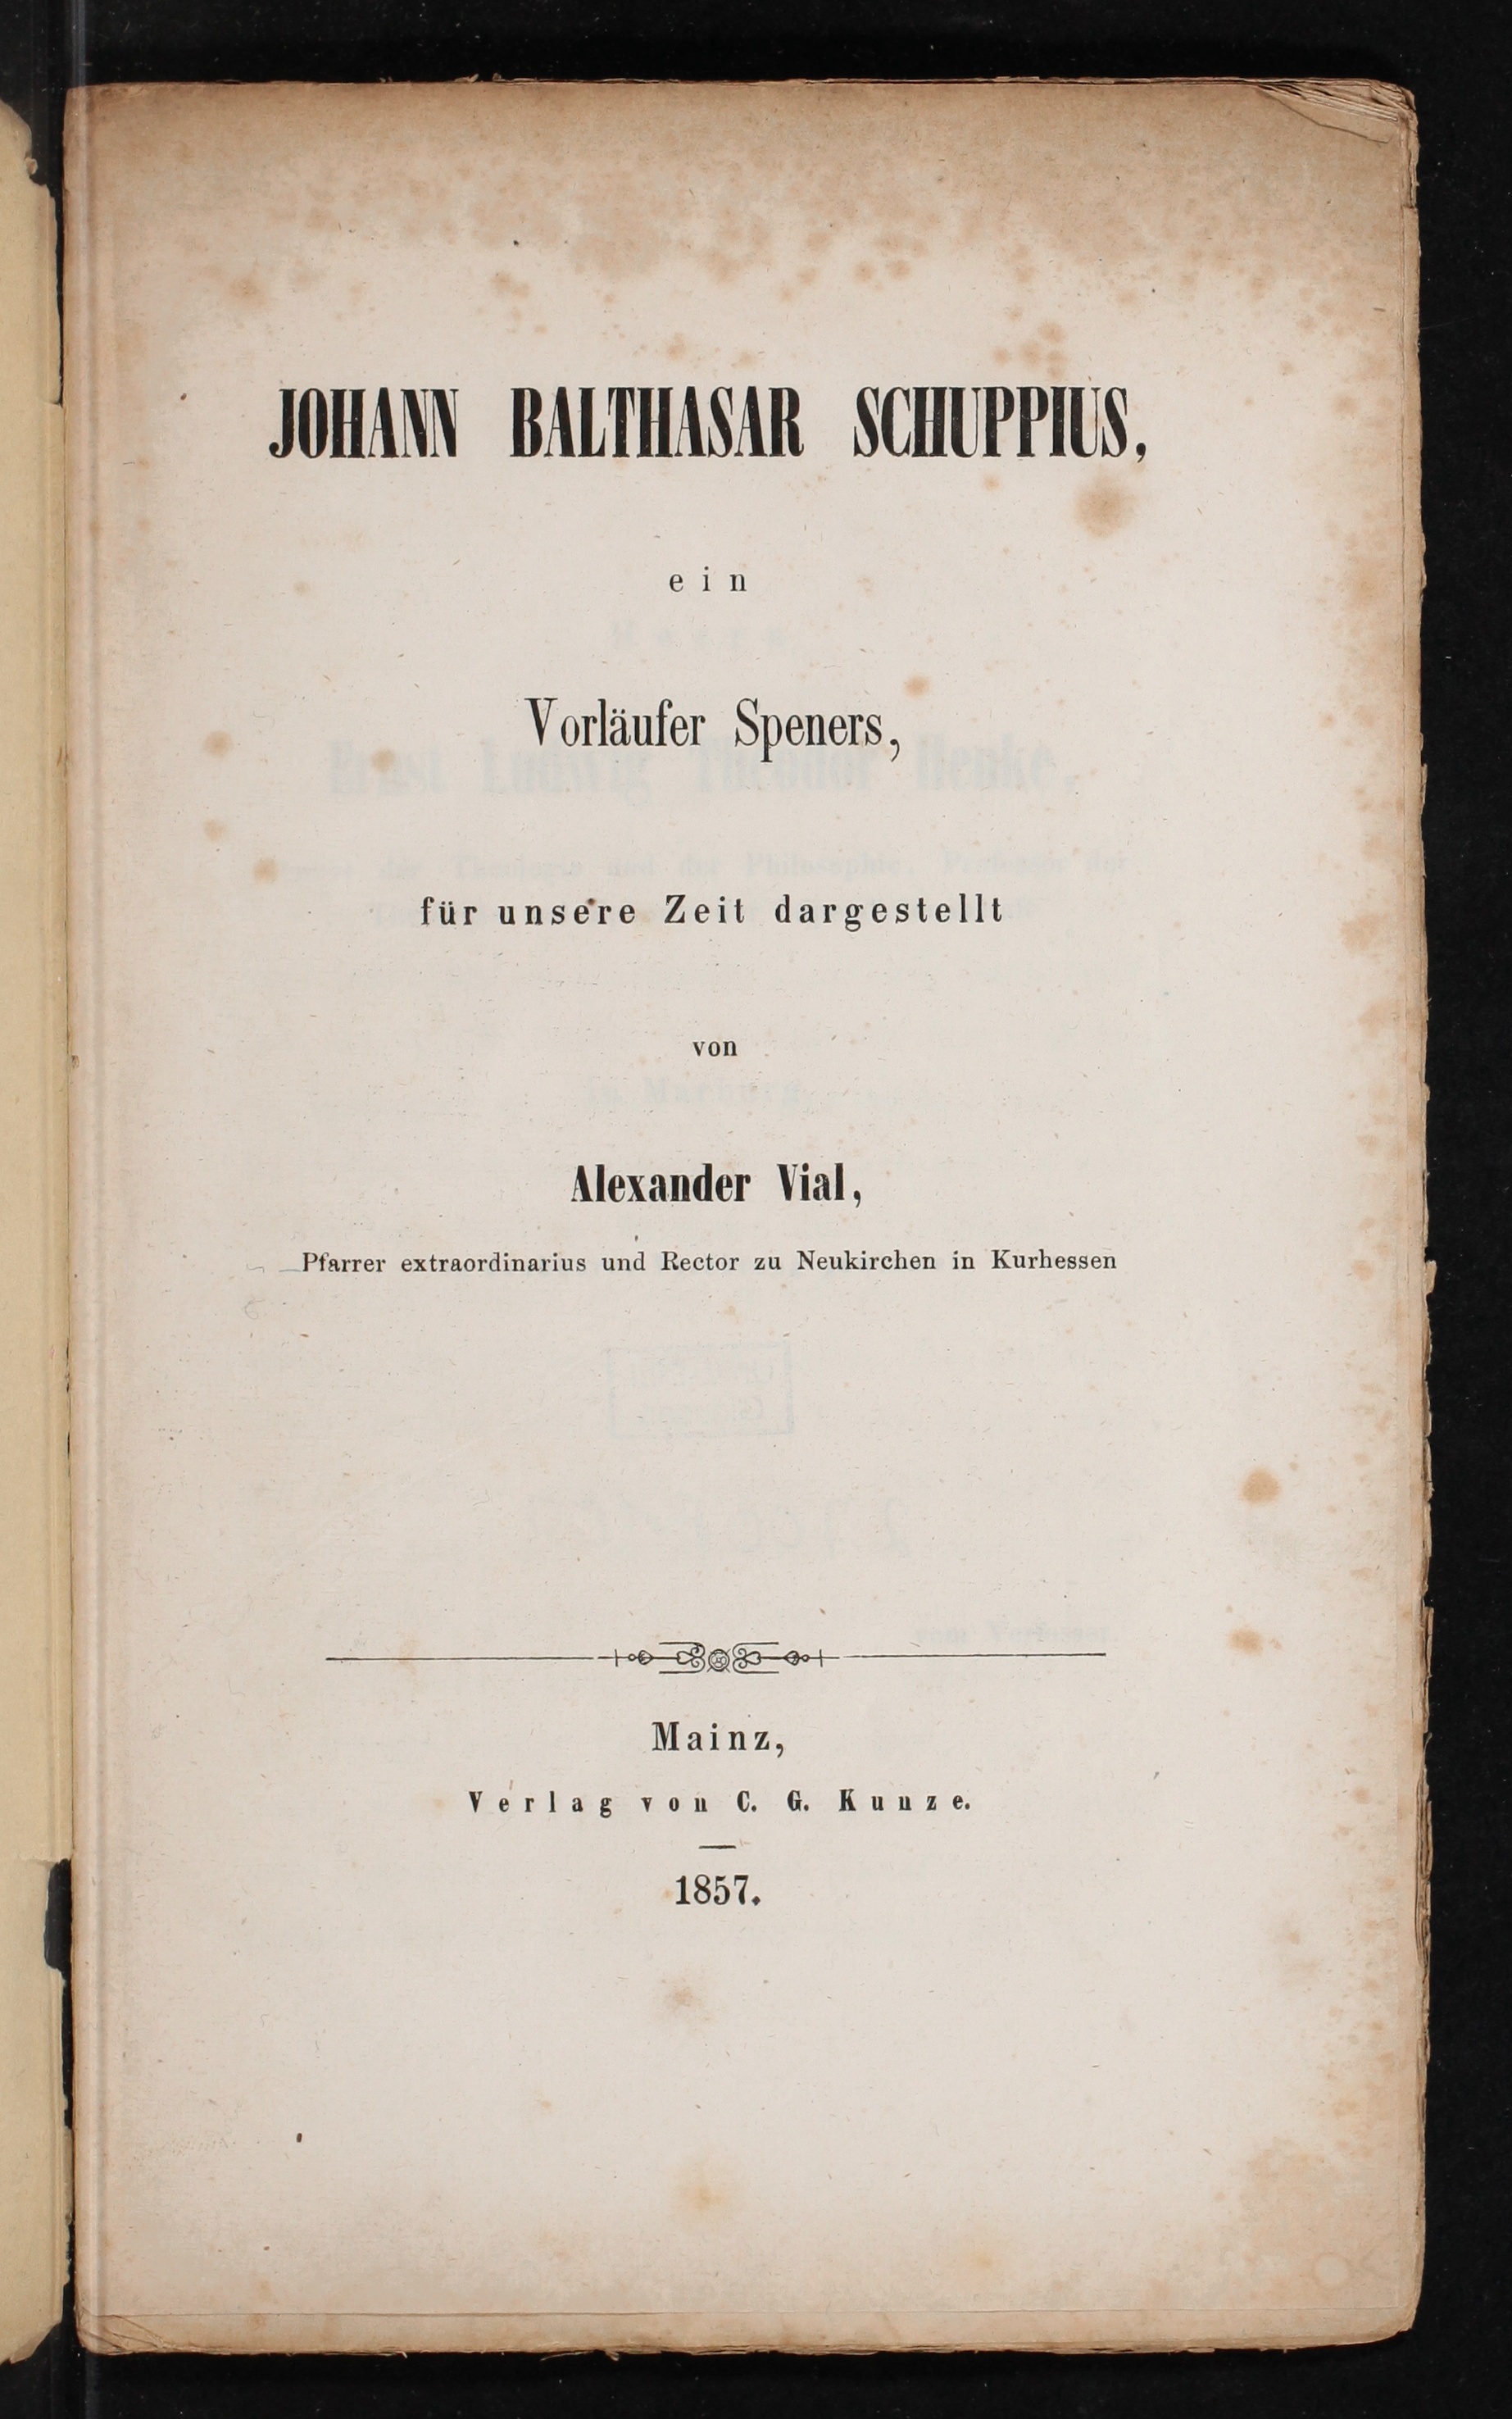 JOHANN BALTHASAR SCHUPPIUS,
ein
Vorläufer Speners,
für unsere Zeit dargestellt
von
Alexander Vial,
Pfarrer extraordinarius und Rector zu Neukirchen in Kurhessen
Mainz,
Verlag von C. G. Kunze.
1857.